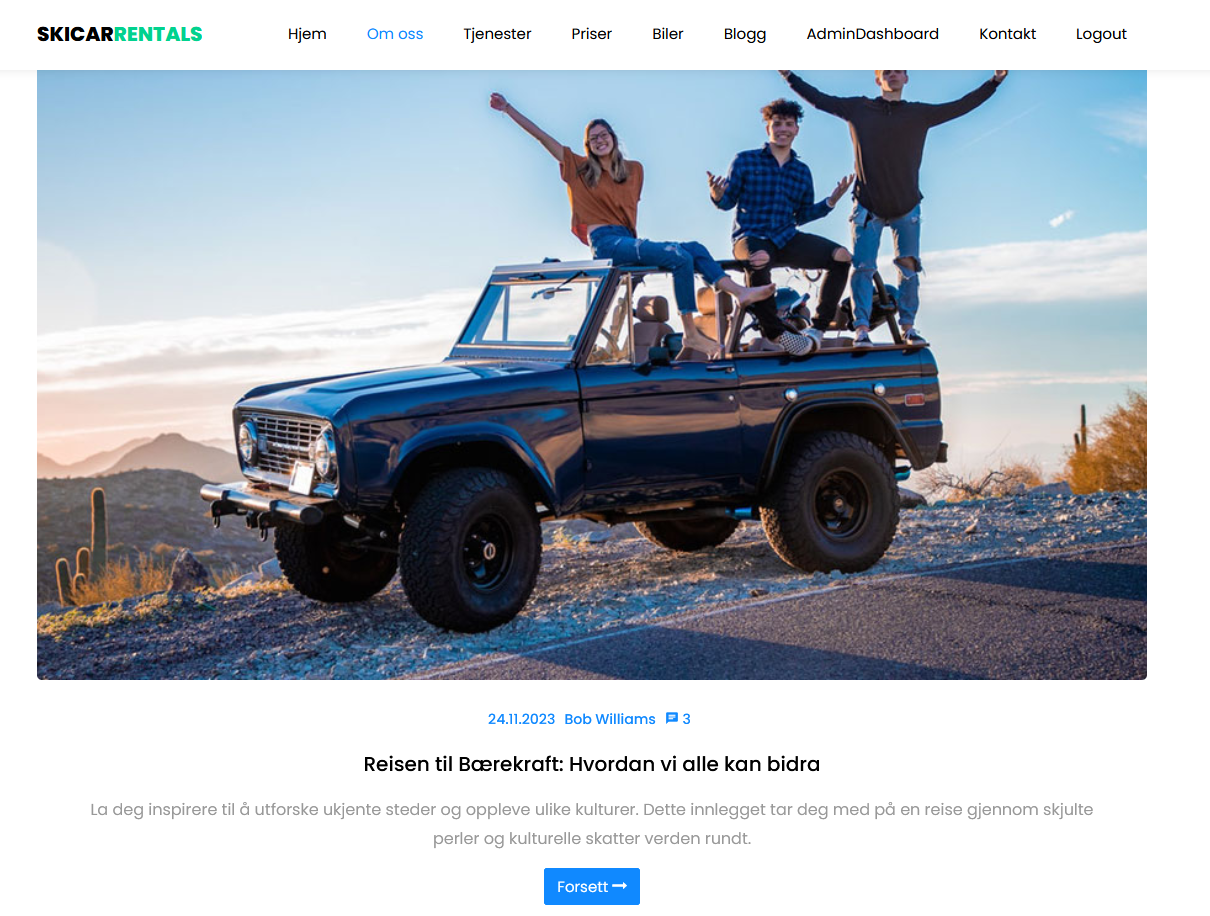 SKICARRENTALS Hjem Om oss Tjenester Priser Biler Blogg AdminDashboard Kontakt Logout
24.11.2023 Bob Williams 3
Reisen til Bærekraft: Hvordan vi alle kan bidra
La deg inspirere til å utforske ukjente steder og oppleve ulike kulturer. Dette innlegget tar deg med på en reise gjennom skjulte
perler og kulturelle skatter verden rundt.
Forsett